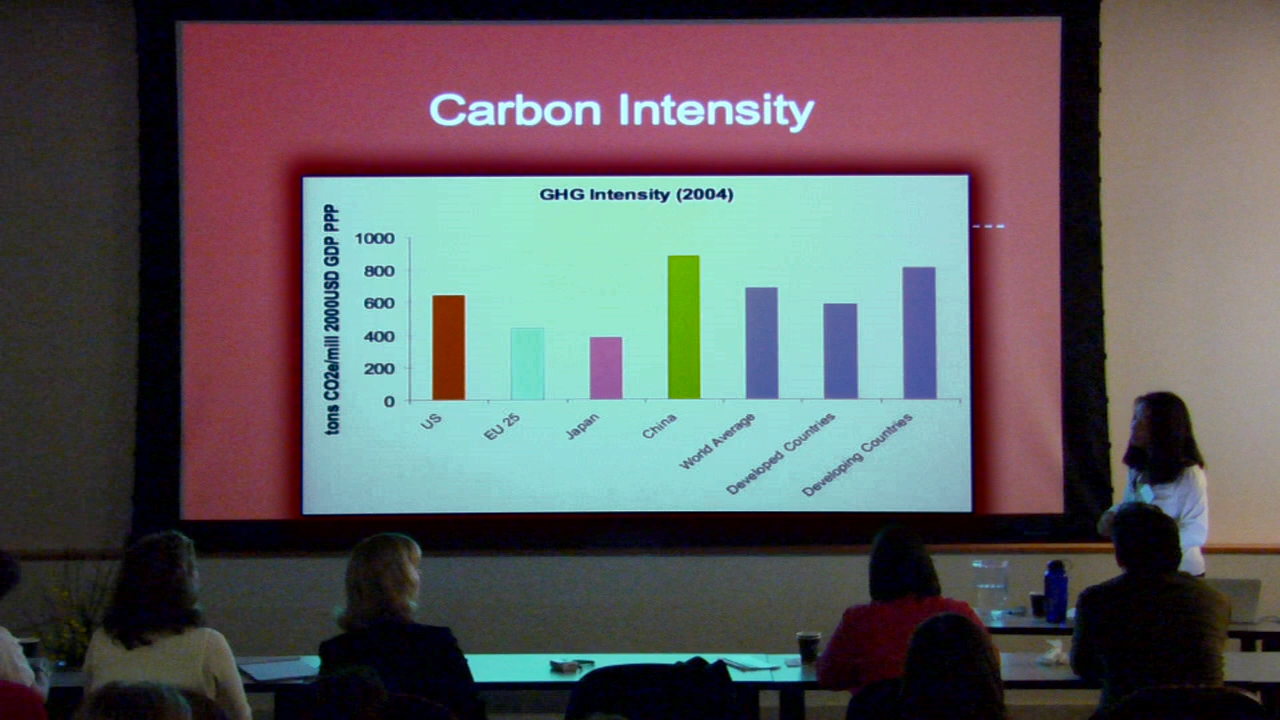 Carbon Intensity
GHG Intensity (2004)
tons CO2e/mill 2000USD GDP PPP
1000
800
600
400
200
0
US
EU 25
Japan
China
World Average
Developed Countries
Developing Countries